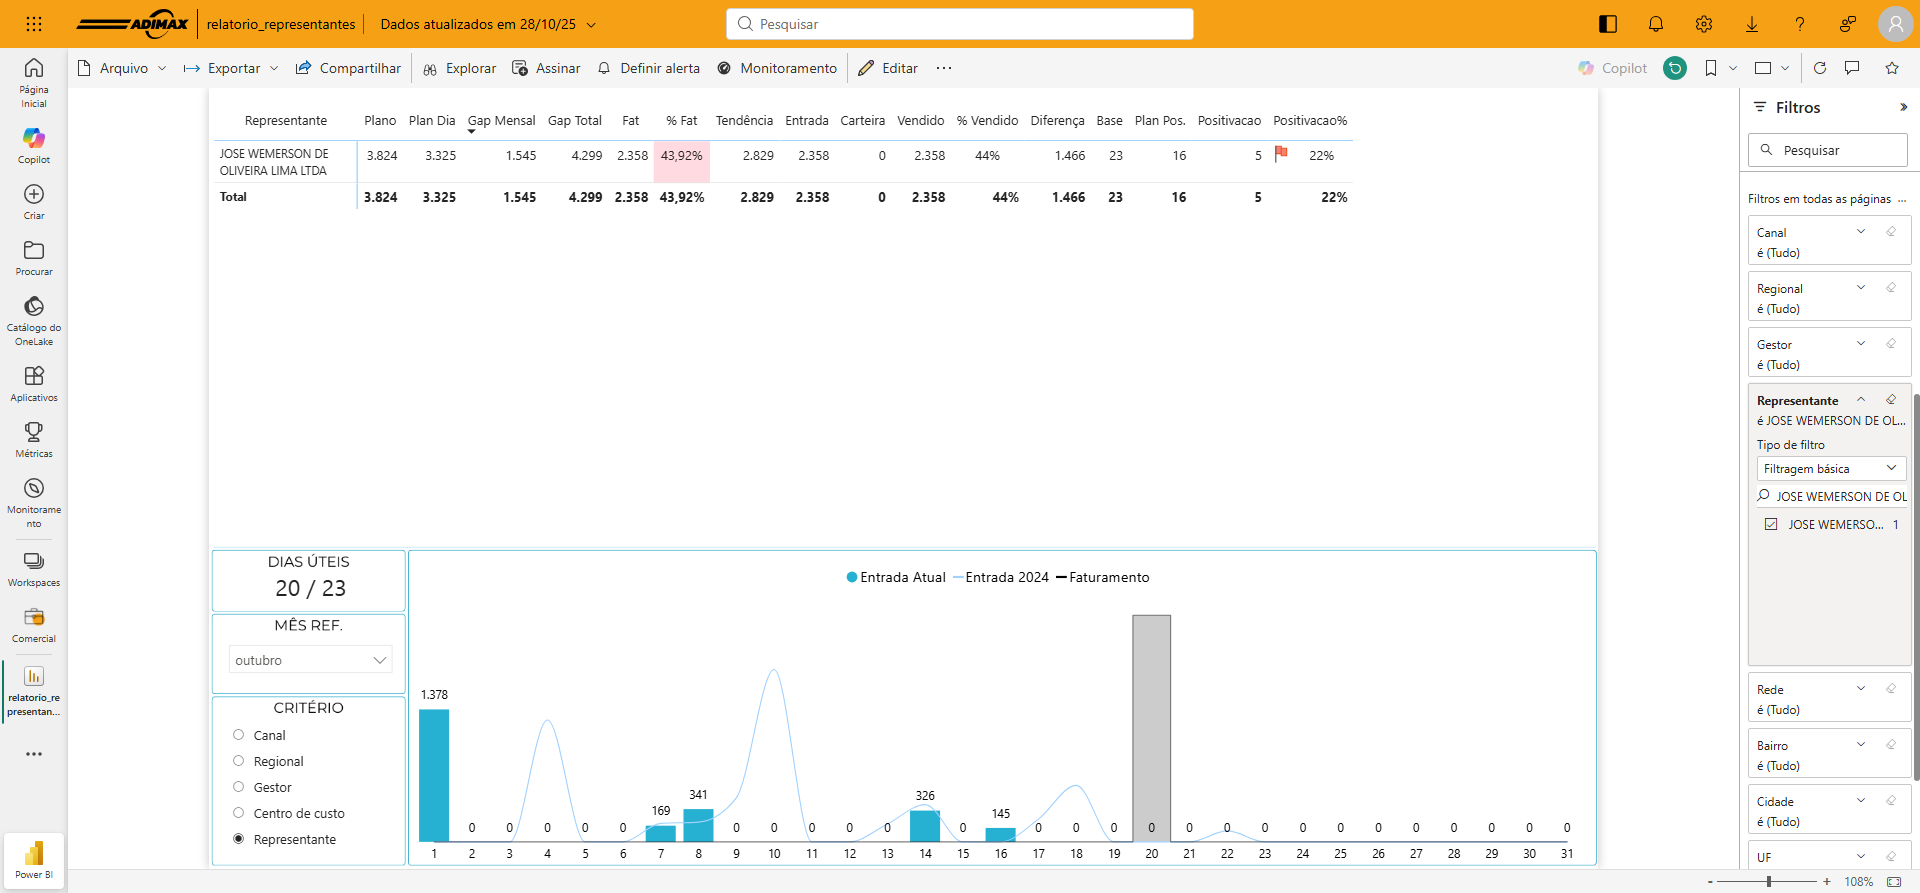 ADIMAX
relatorio_representantes
Dados atualizados em 28/10/25
Pesquisar
Arquivo
Exportar
Compartilhar
Explorar
Assinar
Definir alerta
Monitoramento
Editar
Copilot
Página
Inicial
Copilot
Criar
Procurar
Catálogo do
OneLake
Aplicativos
Métricas
Monitorame
nto
Workspaces
Comercial
relatorio_re
presentan...
Power BI
Representante Plano Plan Dia Gap Mensal Gap Total Fat % Fat Tendência Entrada Carteira Vendido % Vendido Diferença Base Plan Pos. Positivacao Positivacao%
JOSE WEMERSON DE 3.824 3.325 1.545 4.299 2.358 43,92% 2.829 2.358 0 2.358 44% 1.466 23 16 5 22%
OLIVEIRA LIMA LTDA
Total 3.824 3.325 1.545 4.299 2.358 43,92% 2.829 2.358 0 2.358 44% 1.466 23 16 5 22%
DIAS ÚTEIS
20 / 23
MÊS REF.
outubro
CRITÉRIO
Canal
Regional
Gestor
Centro de custo
Representante
Entrada Atual Entrada 2024 Faturamento
1.378 0 0 0 0 0 169 341 0 0 0 0 0 326 0 145 0 0 0 0 0 0 0 0 0 0 0 0 0 0 0
1 2 3 4 5 6 7 8 9 10 11 12 13 14 15 16 17 18 19 20 21 22 23 24 25 26 27 28 29 30 31
Filtros
Pesquisar
Filtros em todas as páginas ...
Canal
é (Tudo)
Regional
é (Tudo)
Gestor
é (Tudo)
Representante
é JOSE WEMERSON DE OL...
Tipo de filtro
Filtragem básica
JOSE WEMERSON DE OL
JOSE WEMERSO... 1
Rede
é (Tudo)
Bairro
é (Tudo)
Cidade
é (Tudo)
UF
- + 108%